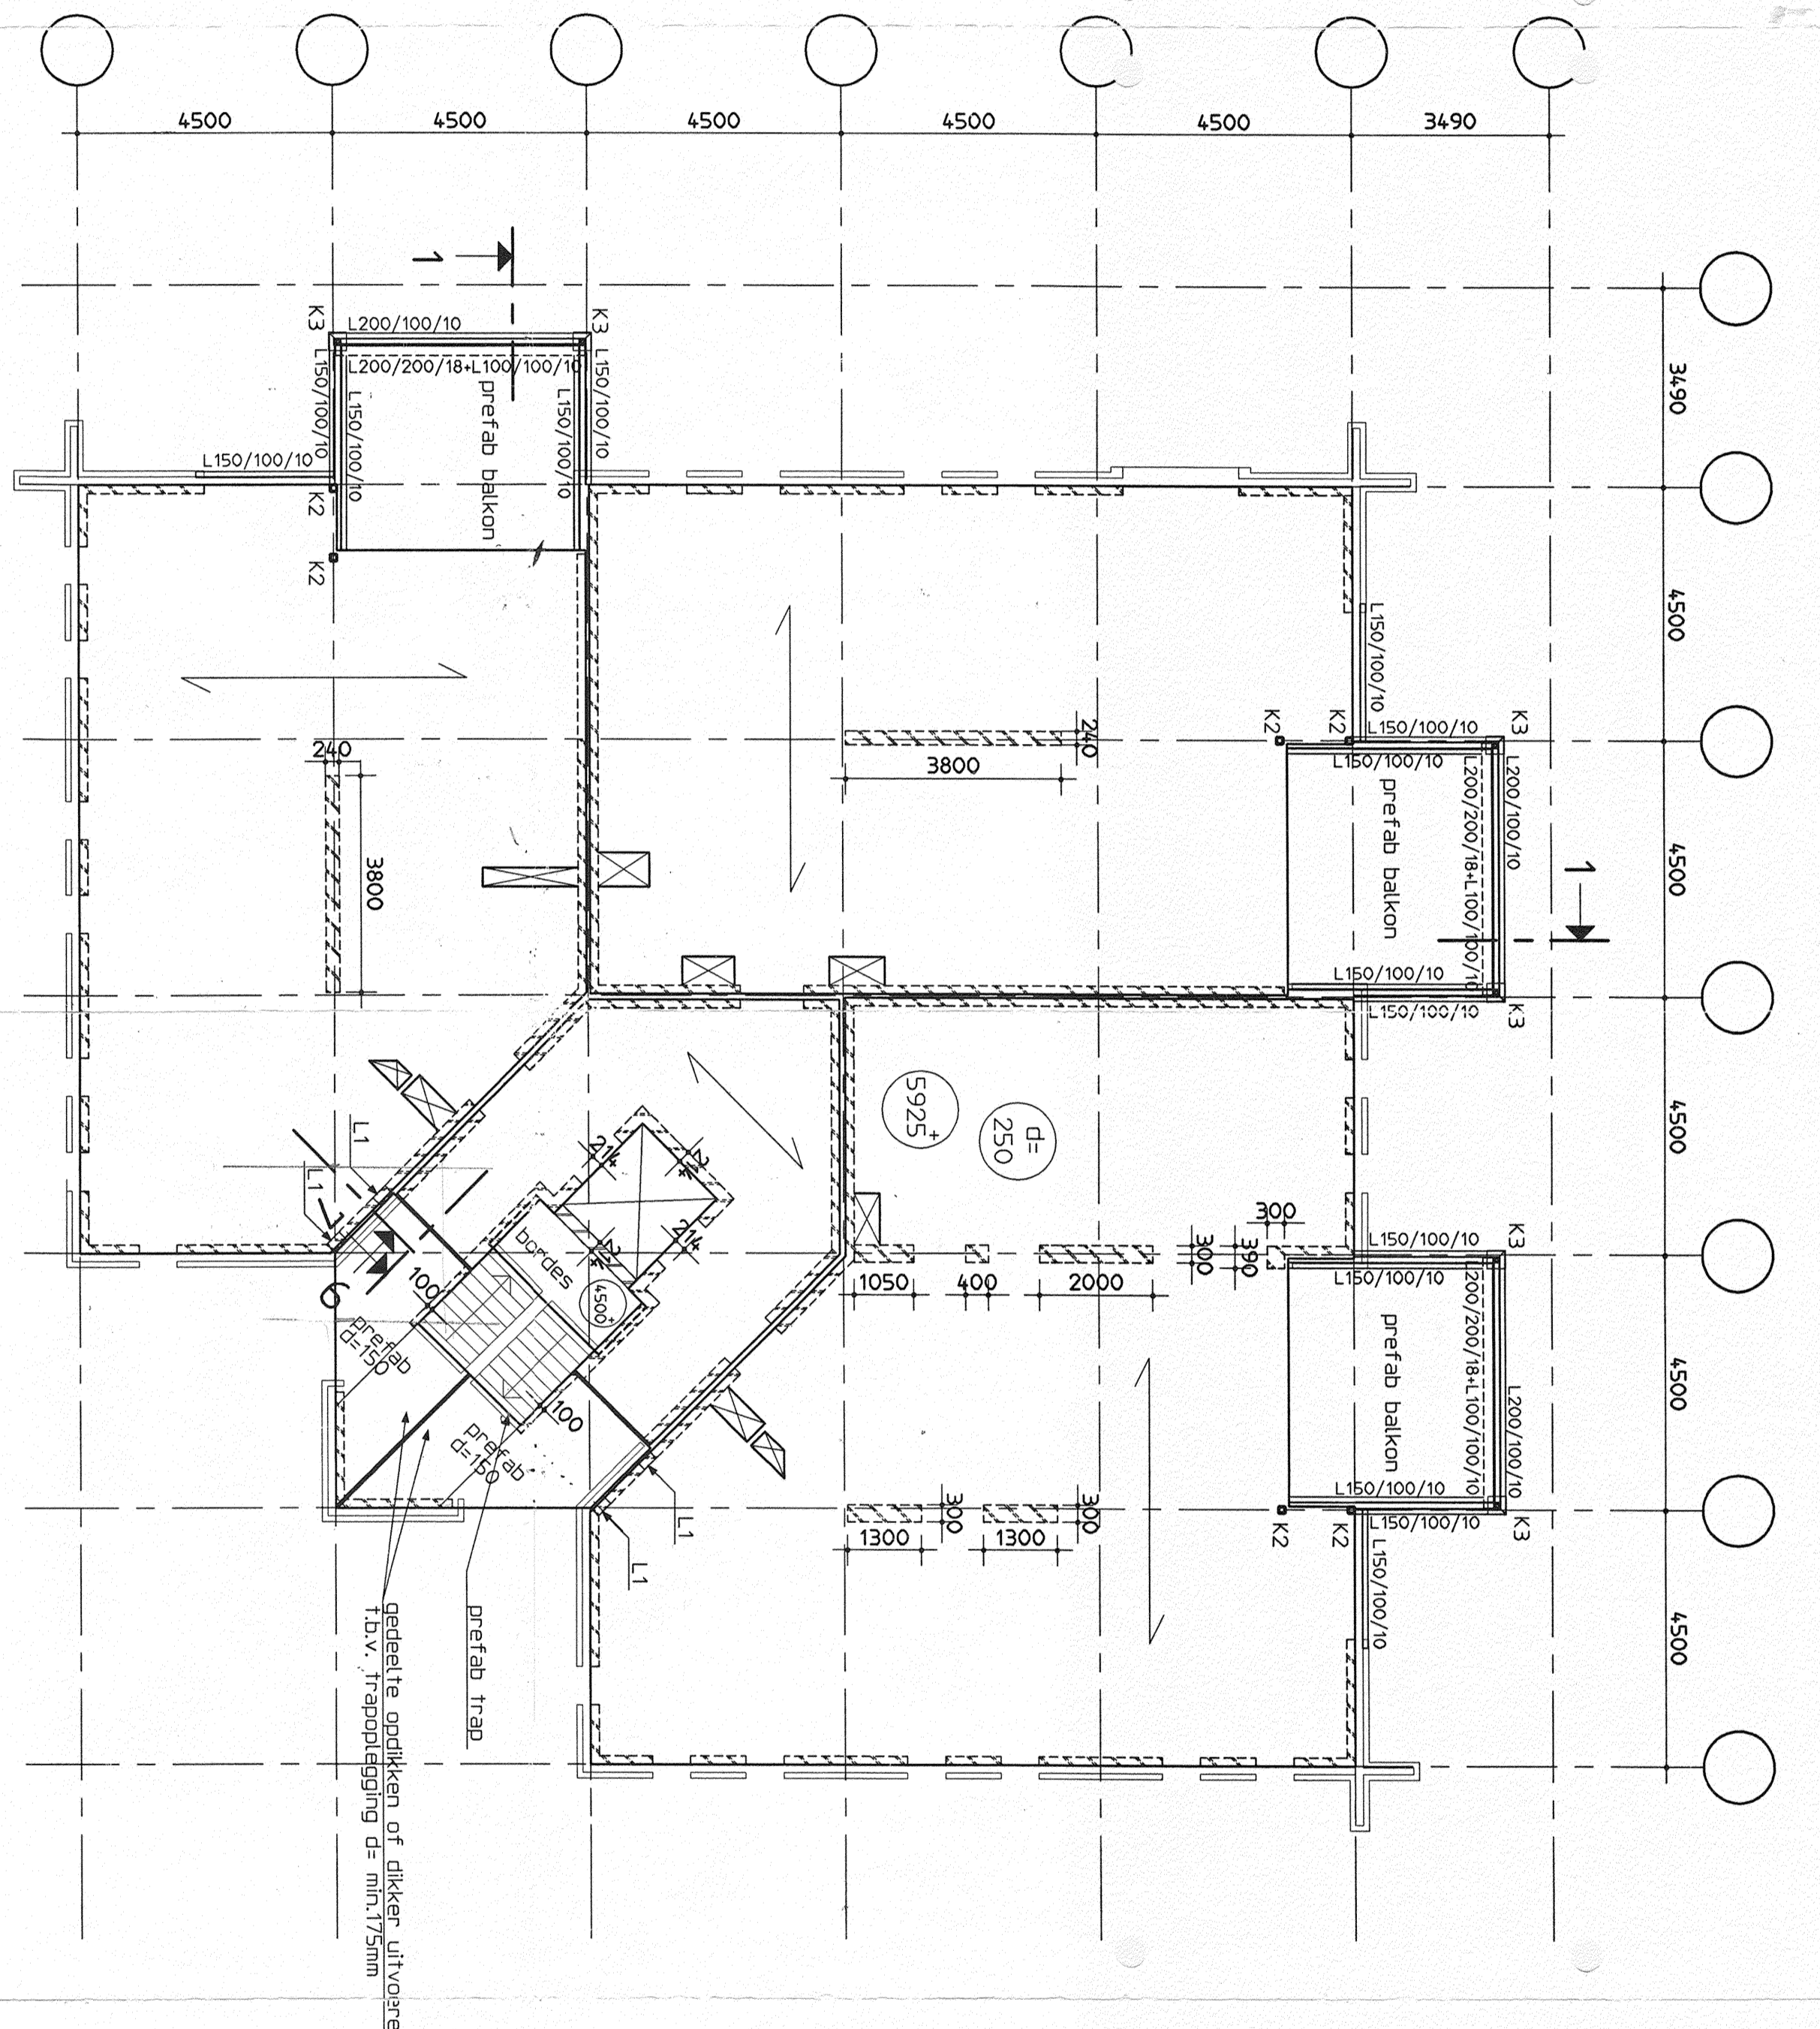 4500
4500
4500
4500
4500
3490
1
K3
L200/100/10
K3
L200/200/18+L100/100/10
L150/100/10
L150/100/10
L150/100/10
L150/100/10
prefab balkon
L150/100/10
K2
K2
3490
4500
4500
4500
4500
4500
L150/100/10
K2
K2
L150/100/10
K3
L150/100/10
prefab balkon
L200/200/18+L100/100/10
L200/100/10
1
L150/100/10
L150/100/10
K3
240
3800
240
3800
5925+
d=
250
300
300
390
1050
400
2000
L150/100/10
K3
L150/100/10
prefab balkon
L200/200/18+L100/100/10
L200/100/10
L150/100/10
L150/100/10
K3
K2
K2
L150/100/10
L1
L1
6
bordes
4500+
100
100
prefab
d=150
prefab
d=150
L1
L1
300
300
1300
1300
prefab trap
gedeelte opdikken of dikker uitvoere
t.b.v. trapoplegging d= min.175mm